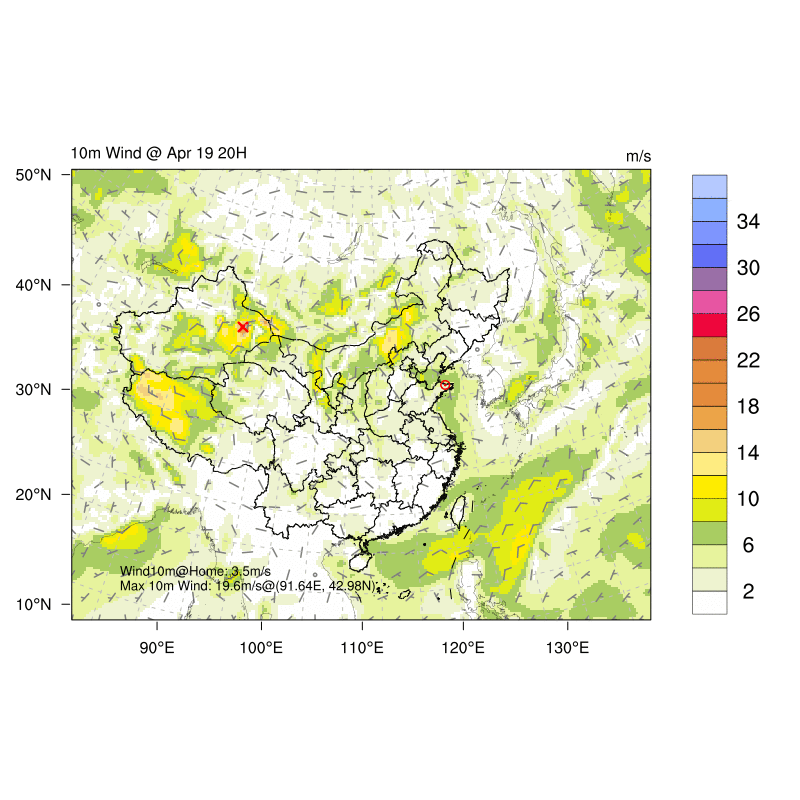 10m Wind @ Apr 19 20H
m/s
50°N
40°N
30°N
20°N
10°N
34
30
26
22
18
14
10
6
2
Wind10m@Home: 3.5m/s
Max 10m Wind: 19.6m/s@(91.64E, 42.98N)
90°E 100°E 110°E 120°E 130°E